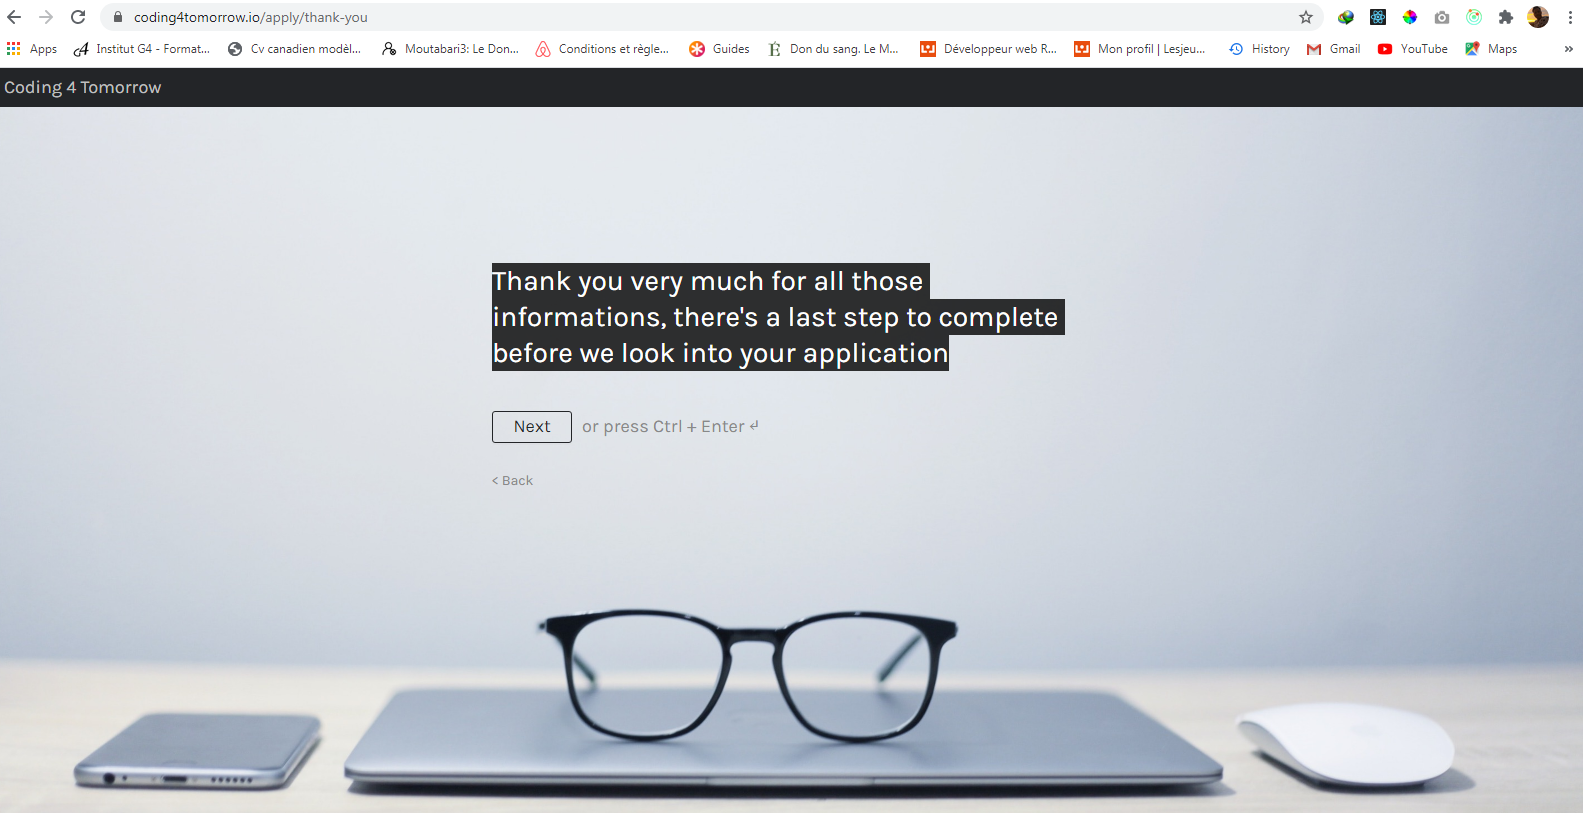 coding4tomorrow.io/apply/thank-you
Apps Institut G4 - Format... Cv canadien modèl... Moutabari3: Le Don... Conditions et règle... Guides Don du sang. Le M... Développeur web R... Mon profil | Lesjeu... History Gmail YouTube Maps »
Coding 4 Tomorrow
Thank you very much for all those
informations, there's a last step to complete
before we look into your application
Next or press Ctrl + Enter ↵
< Back